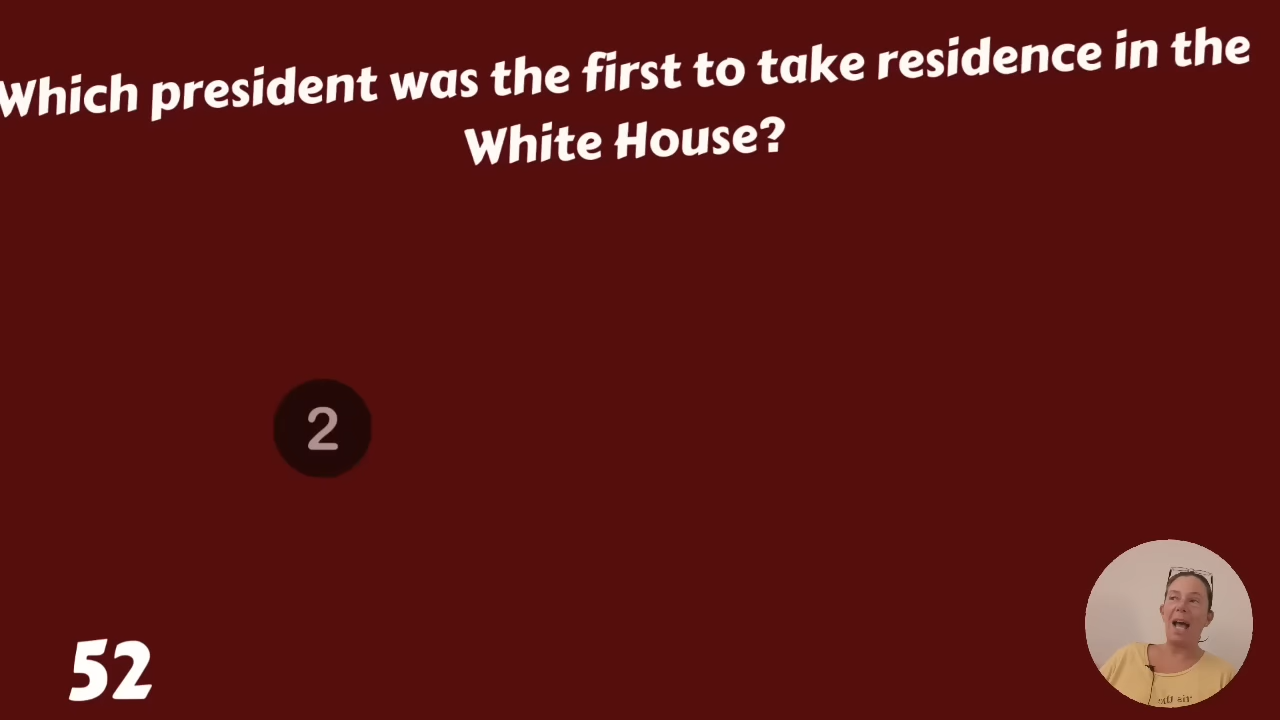 Which president was the first to take residence in the
White House?
2
52